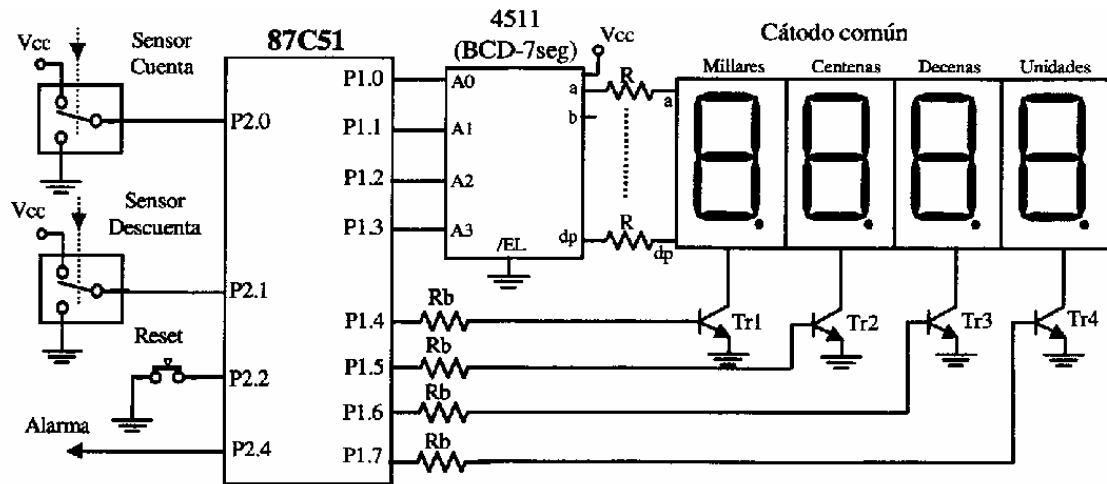 Vcc
Sensor
Cuenta
87C51
4511
(BCD-7seg)
Vcc
Cátodo común
Millares
Centenas
Decenas
Unidades
P2.0
P1.0
A0
a
R
a
b
P1.1
A1
P1.2
A2
Vcc
Sensor
Descuenta
P1.3
A3
/EL
dp
R
dp
P2.1
Reset
P2.2
Alarma
P2.4
P1.4
Rb
Tr1
Tr2
Tr3
Tr4
P1.5
Rb
P1.6
Rb
P1.7
Rb